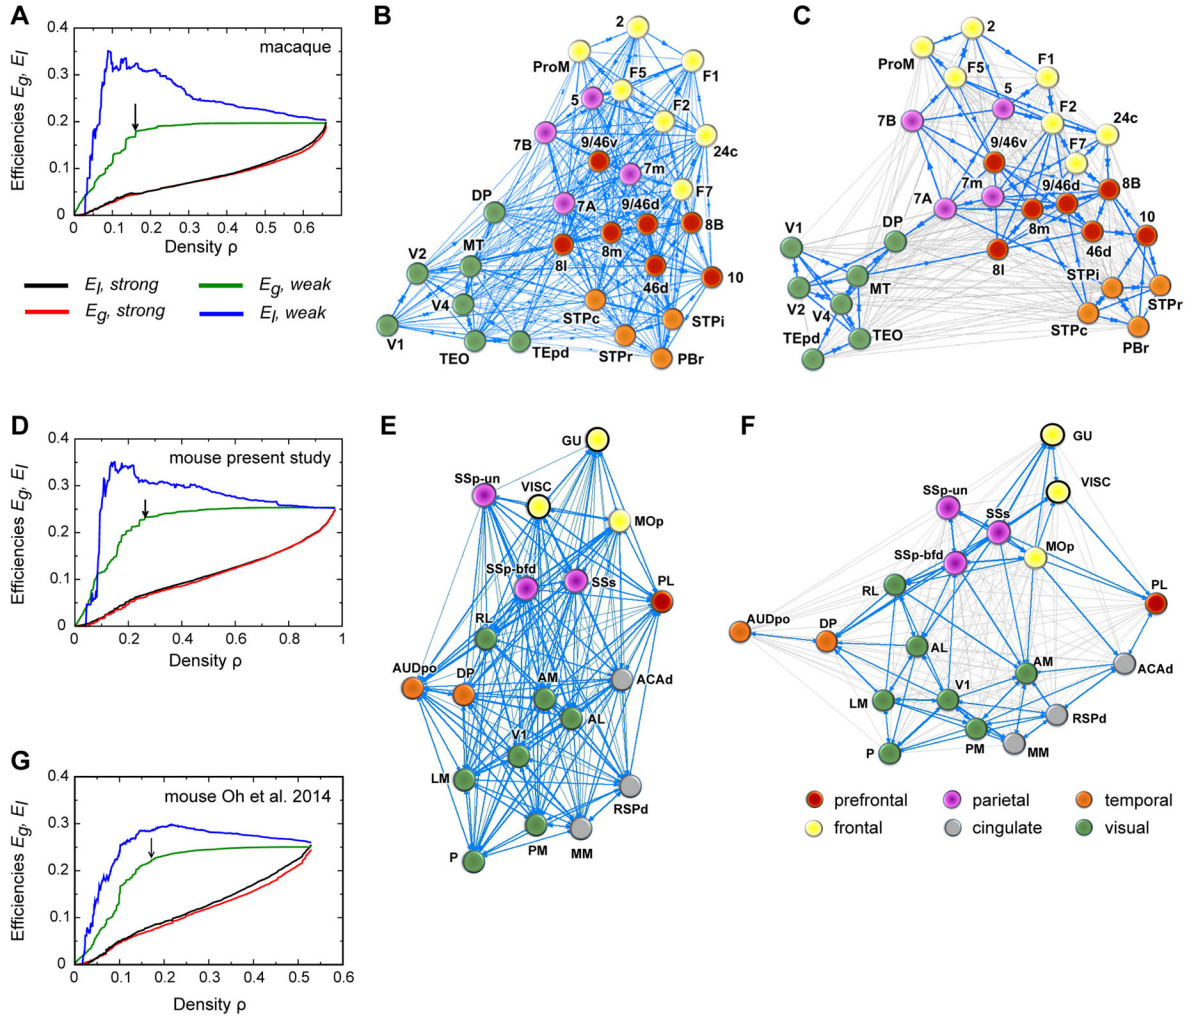 A
0.4
0.3
0.2
0.1
0
macaque
Efficiencies Eg, EI
0 0.1 0.2 0.3 0.4 0.5 0.6 0.7
Density ρ
EI, strong
Eg, weak
Eg, strong
EI, weak
B
2
ProM
F1
F5
5
F2
7B
24c
9/46v
7m
F7
DP
7A
9/46d
8B
V2
MT
8m
8l
10
46d
V4
STPc
STPi
V1
TEO
TEpd
STPr
PBr
C
2
ProM
F1
F5
5
F2
24c
7B
9/46v
F7
7m
9/46d
8B
7A
DP
10
V1
8m
46d
8l
STPi
MT
V2
V4
STPr
STPc
TEpd
TEO
PBr
D
0.4
0.3
0.2
0.1
0
mouse present study
Efficiencies Eg, EI
0 0.2 0.4 0.6 0.8 1
Density ρ
E
GU
SSp-un
VISC
MOp
SSp-bfd
SSs
PL
RL
AUDpo
DP
AM
ACAd
AL
V1
LM
RSPd
P
PM
MM
F
GU
SSp-un
VISC
SSs
MOp
SSp-bfd
RL
PL
AUDpo
DP
AL
AM
ACAd
LM
V1
RSPd
P
PM
MM
prefrontal
parietal
temporal
frontal
cingulate
visual
G
0.4
0.3
0.2
0.1
0
mouse Oh et al. 2014
Efficiencies Eg, EI
0 0.1 0.2 0.3 0.4 0.5 0.6
Density ρ